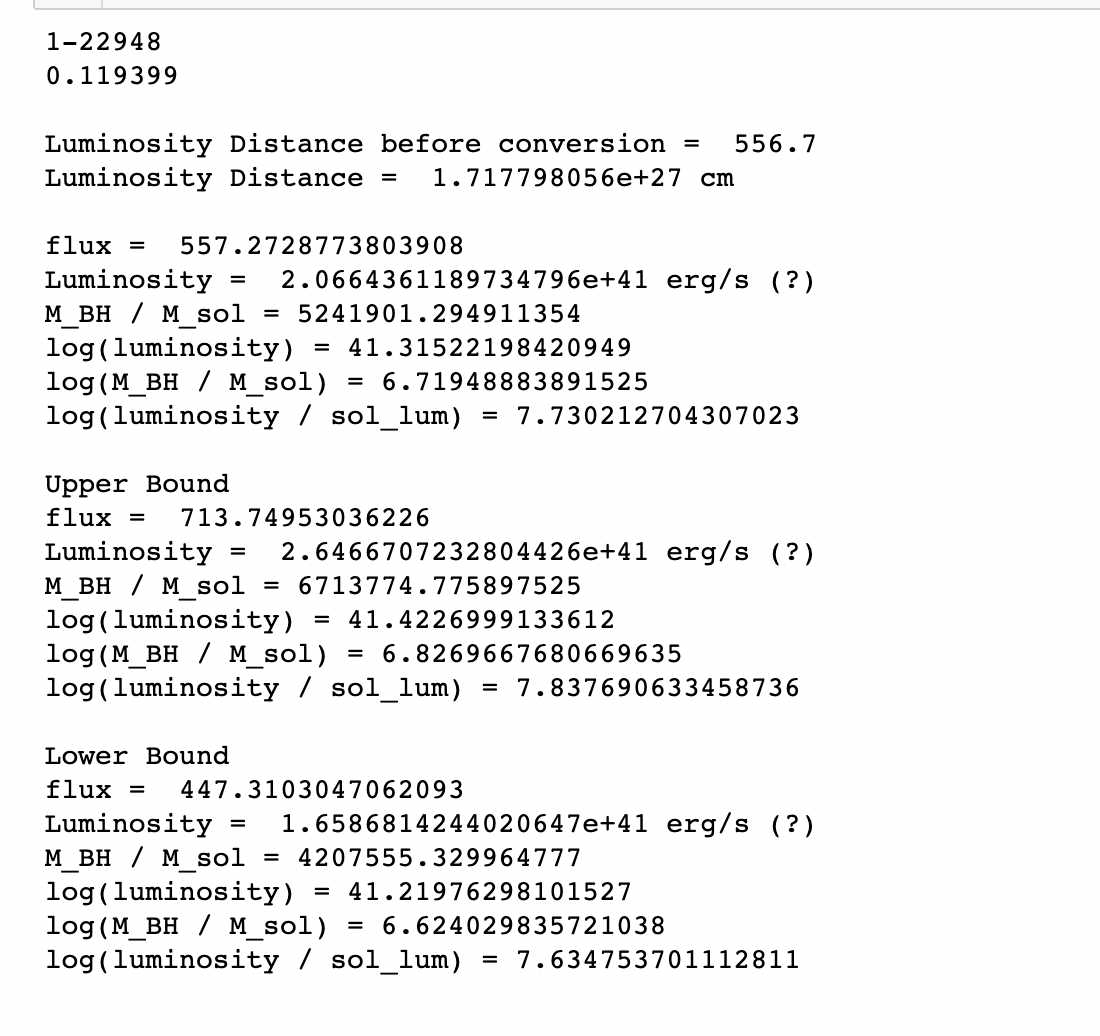 1-22948
0.119399
Luminosity Distance before conversion =  556.7
Luminosity Distance =  1.717798056e+27 cm
flux =  557.2728773803908
Luminosity =  2.0664361189734796e+41 erg/s (?)
M_BH / M_sol = 5241901.294911354
log(luminosity) = 41.31522198420949
log(M_BH / M_sol) = 6.71948883891525
log(luminosity / sol_lum) = 7.730212704307023
Upper Bound
flux =  713.74953036226
Luminosity =  2.6466707232804426e+41 erg/s (?)
M_BH / M_sol = 6713774.775897525
log(luminosity) = 41.4226999133612
log(M_BH / M_sol) = 6.8269667680669635
log(luminosity / sol_lum) = 7.837690633458736
Lower Bound
flux =  447.3103047062093
Luminosity =  1.6586814244020647e+41 erg/s (?)
M_BH / M_sol = 4207555.329964777
log(luminosity) = 41.21976298101527
log(M_BH / M_sol) = 6.624029835721038
log(luminosity / sol_lum) = 7.634753701112811